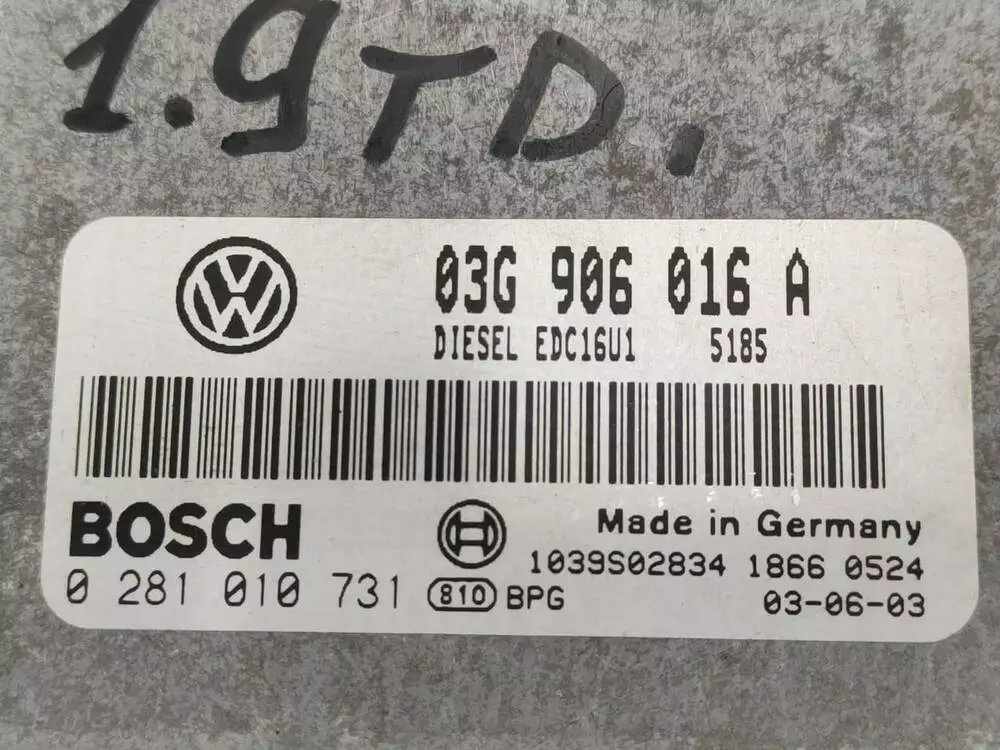 1.9TD.
03G 906 016 A
DIESEL EDC16U1 5185
BOSCH
Made in Germany
1039S02834 1866 0524
0 281 010 731 810 BPG 03-06-03